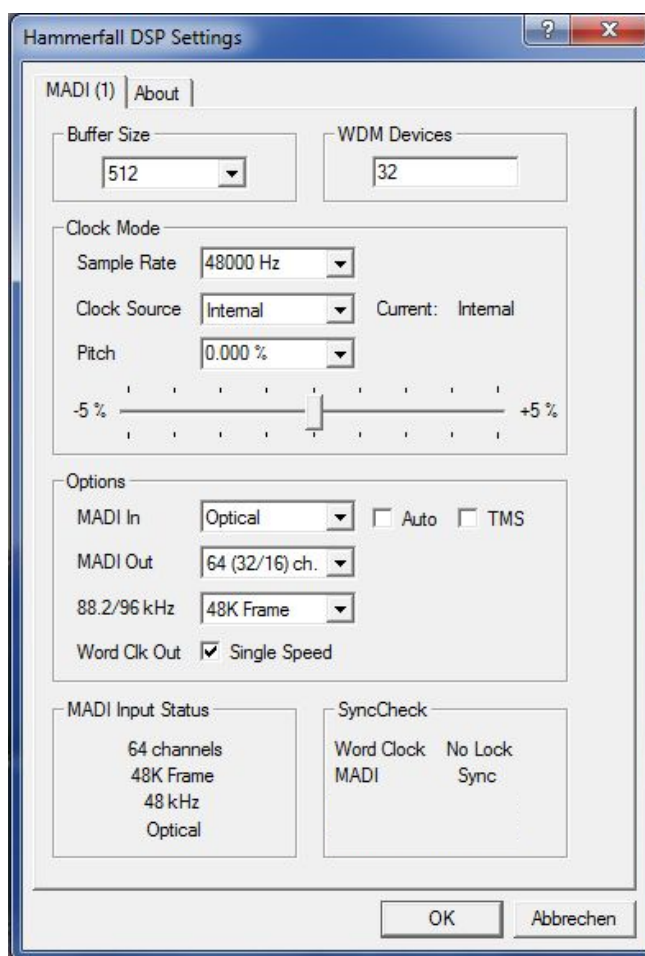 Hammerfall DSP Settings
MADI (1) About
Buffer Size
512
WDM Devices
32
Clock Mode
Sample Rate 48000 Hz
Clock Source Internal Current: Internal
Pitch 0.000 %
-5 % +5 %
Options
MADI In Optical Auto TMS
MADI Out 64 (32/16) ch.
88.2/96 kHz 48K Frame
Word Clk Out Single Speed
MADI Input Status
64 channels
48K Frame
48 kHz
Optical
SyncCheck
Word Clock No Lock
MADI Sync
OK Abbrechen